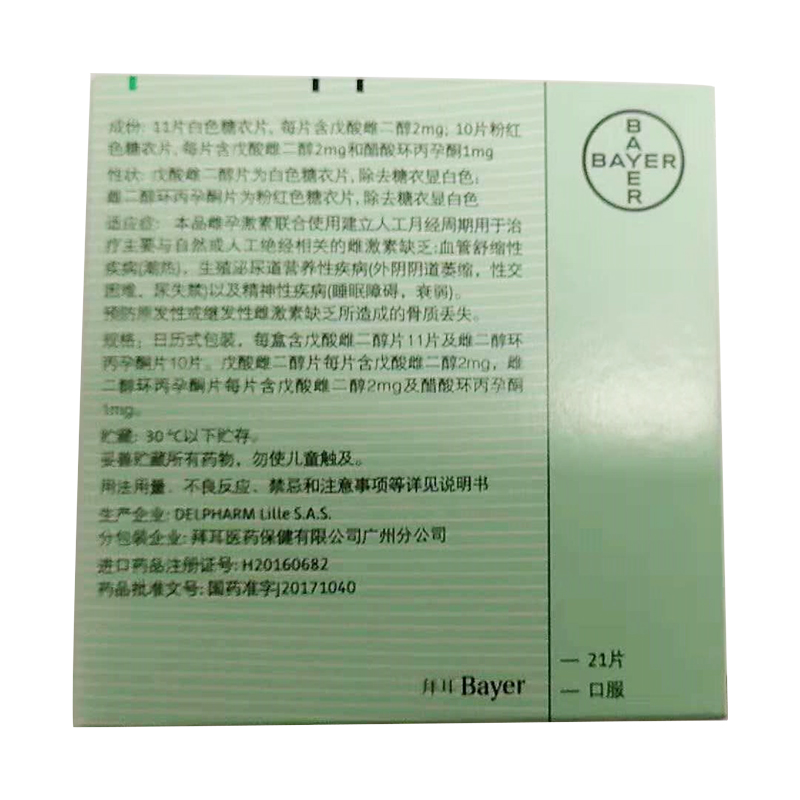 成份: 11片白色糖衣片, 每片含戊酸雌二醇2mg; 10片粉红
色糖衣片, 每片含戊酸雌二醇2mg和醋酸环丙孕酮1mg
性状: 戊酸雌二醇片为白色糖衣片, 除去糖衣显白色;
雌二醇环丙孕酮片为粉红色糖衣片, 除去糖衣显白色
适应症: 本品雌孕激素联合使用建立人工月经周期用于治
疗主要与自然或人工绝经相关的雌激素缺乏:血管舒缩性
疾病(潮热), 生殖泌尿道营养性疾病(外阴阴道萎缩, 性交
困难, 尿失禁)以及精神性疾病(睡眠障碍, 衰弱)。
预防原发性或继发性雌激素缺乏所造成的骨质丢失。
规格: 日历式包装, 每盒含戊酸雌二醇片11片及雌二醇环
丙孕酮片10片。戊酸雌二醇片每片含戊酸雌二醇2mg, 雌
二醇环丙孕酮片每片含戊酸雌二醇2mg及醋酸环丙孕酮
1mg。
贮藏: 30℃以下贮存。
妥善贮藏所有药物, 勿使儿童触及。
用法用量、不良反应、禁忌和注意事项等详见说明书
生产企业: DELPHARM Lille S.A.S.
分包装企业: 拜耳医药保健有限公司广州分公司
进口药品注册证号: H20160682
药品批准文号: 国药准字J20171040
拜耳 Bayer
BAYER
BAYER
— 21片
— 口服